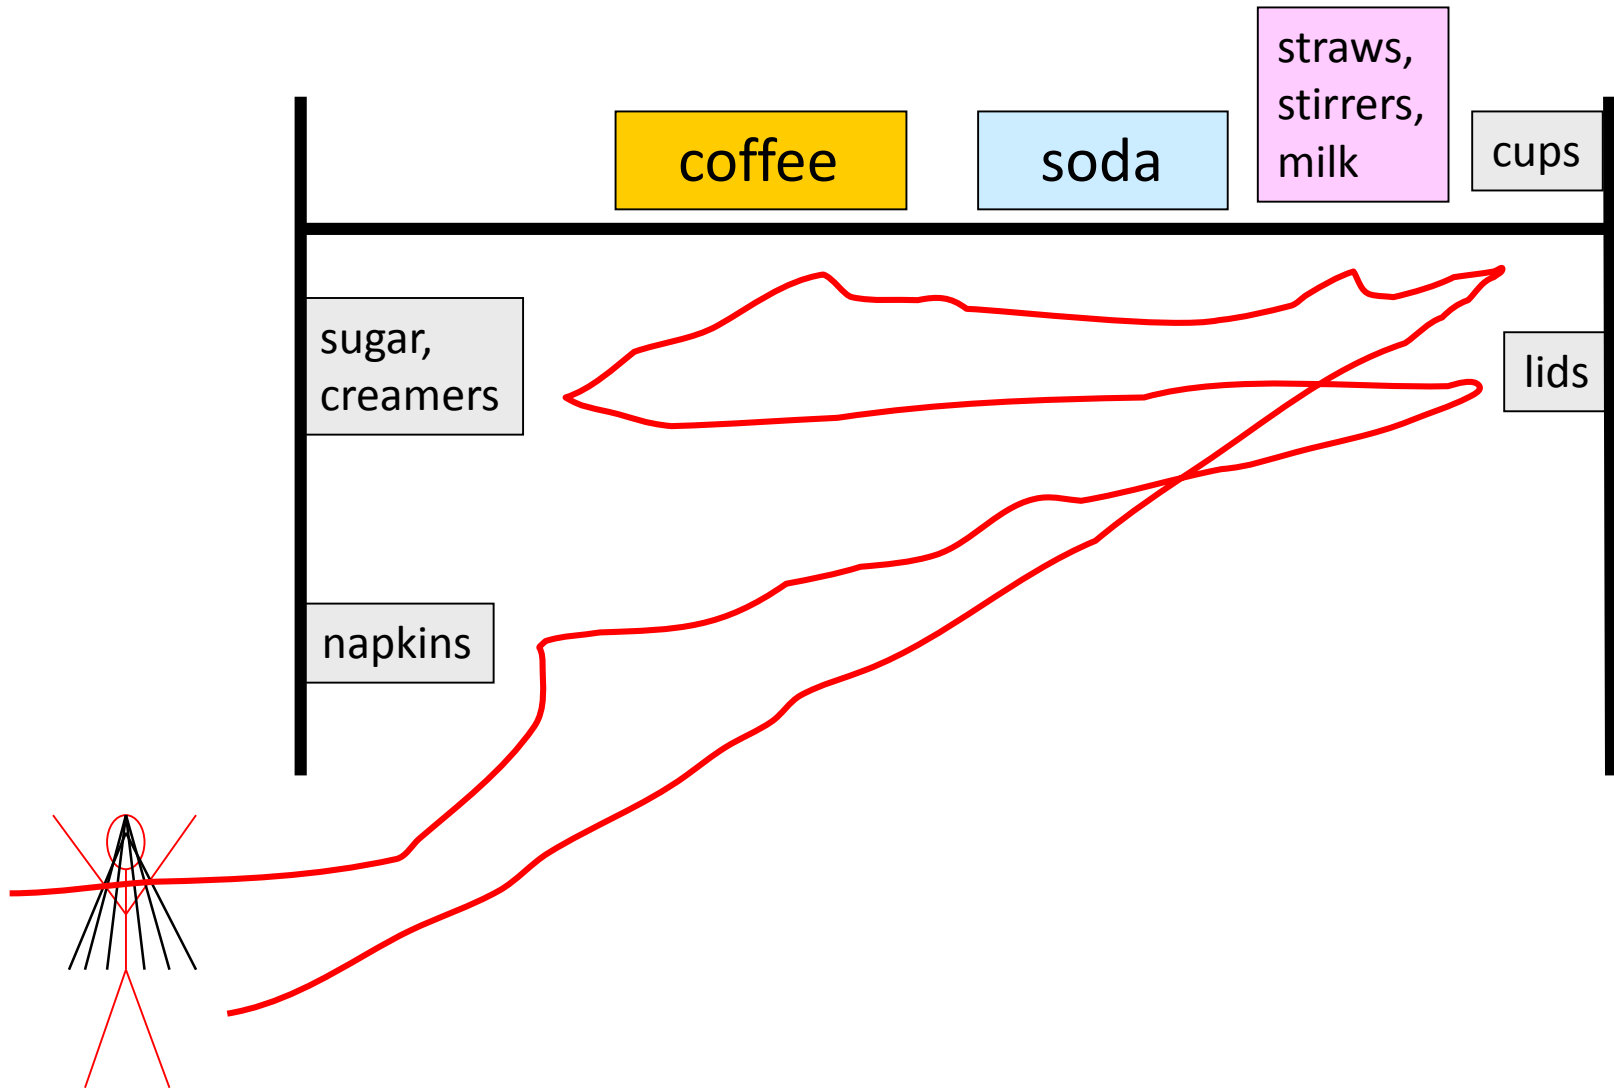 straws,
stirrers,
milk
coffee
soda
cups
sugar,
creamers
lids
napkins